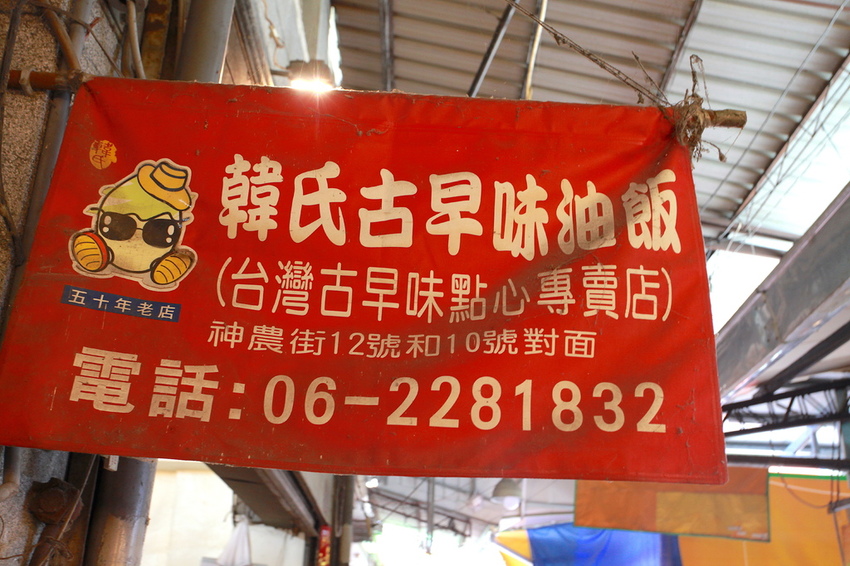 韓氏古早味油飯
(台灣古早味點心專賣店)
五十年老店
神農街12號和10號對面
電話:06-2281832